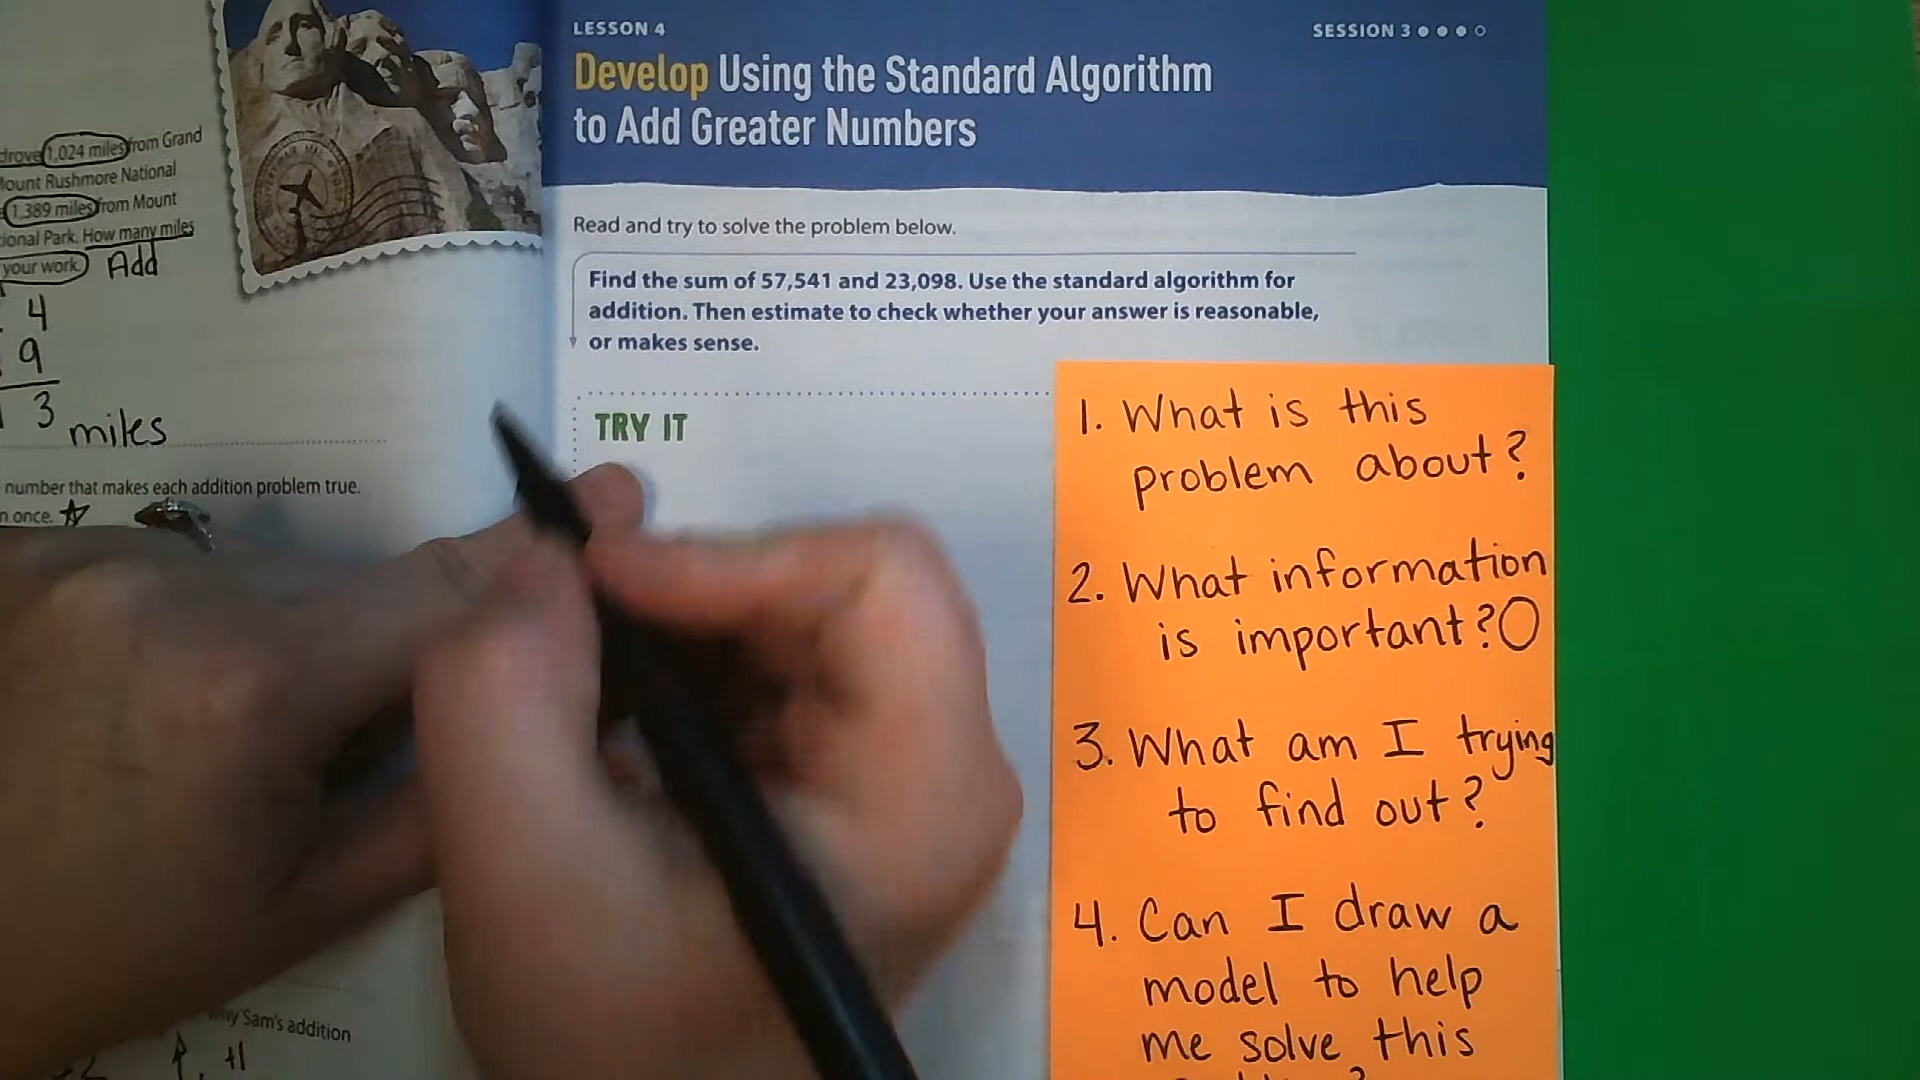 drove 1,024 miles from Grand
Mount Rushmore National
1,389 miles from Mount
ional Park. How many miles
your work. Add
4
9
3 miles
number that makes each addition problem true.
n once.
Sam's addition
+1
LESSON 4
SESSION 3
Develop Using the Standard Algorithm
to Add Greater Numbers
Read and try to solve the problem below.
Find the sum of 57,541 and 23,098. Use the standard algorithm for
addition. Then estimate to check whether your answer is reasonable,
or makes sense.
TRY IT
1. What is this
problem about?
2. What information
is important?
3. What am I trying
to find out?
4. Can I draw a
model to help
me solve this